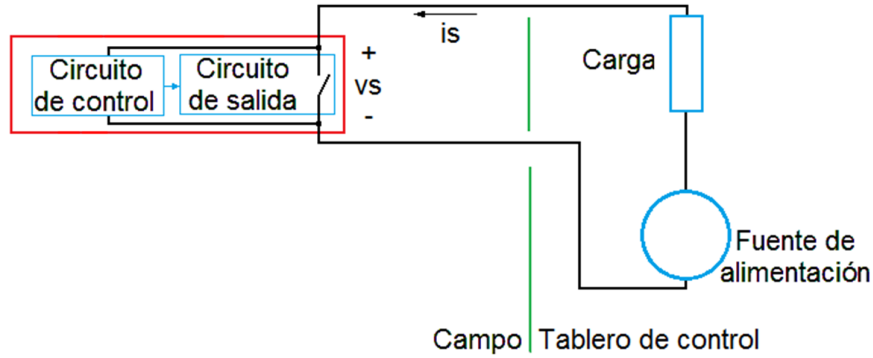 Circuito
de control
Circuito
de salida
+
vs
-
is
Carga
Fuente de
alimentación
Campo
Tablero de control